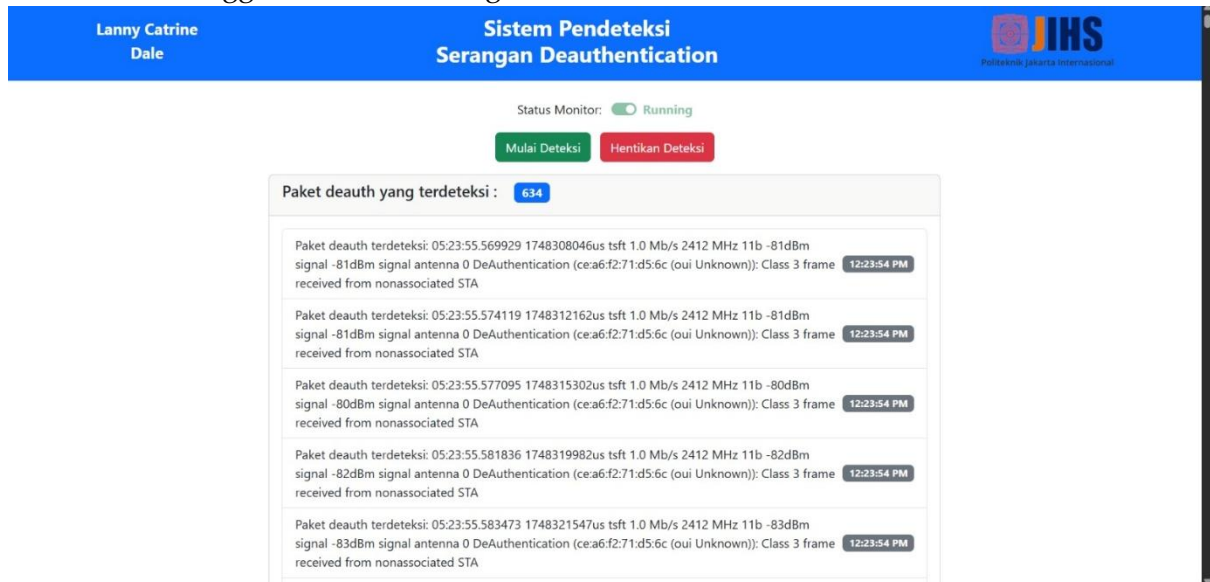 Lanny Catrine
Dale
Sistem Pendeteksi
Serangan Deauthentication
JIHS
Politeknik Jakarta Internasional
Status Monitor: Running
Mulai Deteksi Hentikan Deteksi
Paket deauth yang terdeteksi : 634
Paket deauth terdeteksi: 05:23:55.569929 1748308046us tsft 1.0 Mb/s 2412 MHz 11b -81dBm
signal -81dBm signal antenna 0 DeAuthentication (ce:a6:f2:71:d5:6c (oui Unknown)): Class 3 frame 12:23:54 PM
received from nonassociated STA
Paket deauth terdeteksi: 05:23:55.574119 1748312162us tsft 1.0 Mb/s 2412 MHz 11b -81dBm
signal -81dBm signal antenna 0 DeAuthentication (ce:a6:f2:71:d5:6c (oui Unknown)): Class 3 frame 12:23:54 PM
received from nonassociated STA
Paket deauth terdeteksi: 05:23:55.577095 1748315302us tsft 1.0 Mb/s 2412 MHz 11b -80dBm
signal -80dBm signal antenna 0 DeAuthentication (ce:a6:f2:71:d5:6c (oui Unknown)): Class 3 frame 12:23:54 PM
received from nonassociated STA
Paket deauth terdeteksi: 05:23:55.581836 1748319982us tsft 1.0 Mb/s 2412 MHz 11b -82dBm
signal -82dBm signal antenna 0 DeAuthentication (ce:a6:f2:71:d5:6c (oui Unknown)): Class 3 frame 12:23:54 PM
received from nonassociated STA
Paket deauth terdeteksi: 05:23:55.583473 1748321547us tsft 1.0 Mb/s 2412 MHz 11b -83dBm
signal -83dBm signal antenna 0 DeAuthentication (ce:a6:f2:71:d5:6c (oui Unknown)): Class 3 frame 12:23:54 PM
received from nonassociated STA